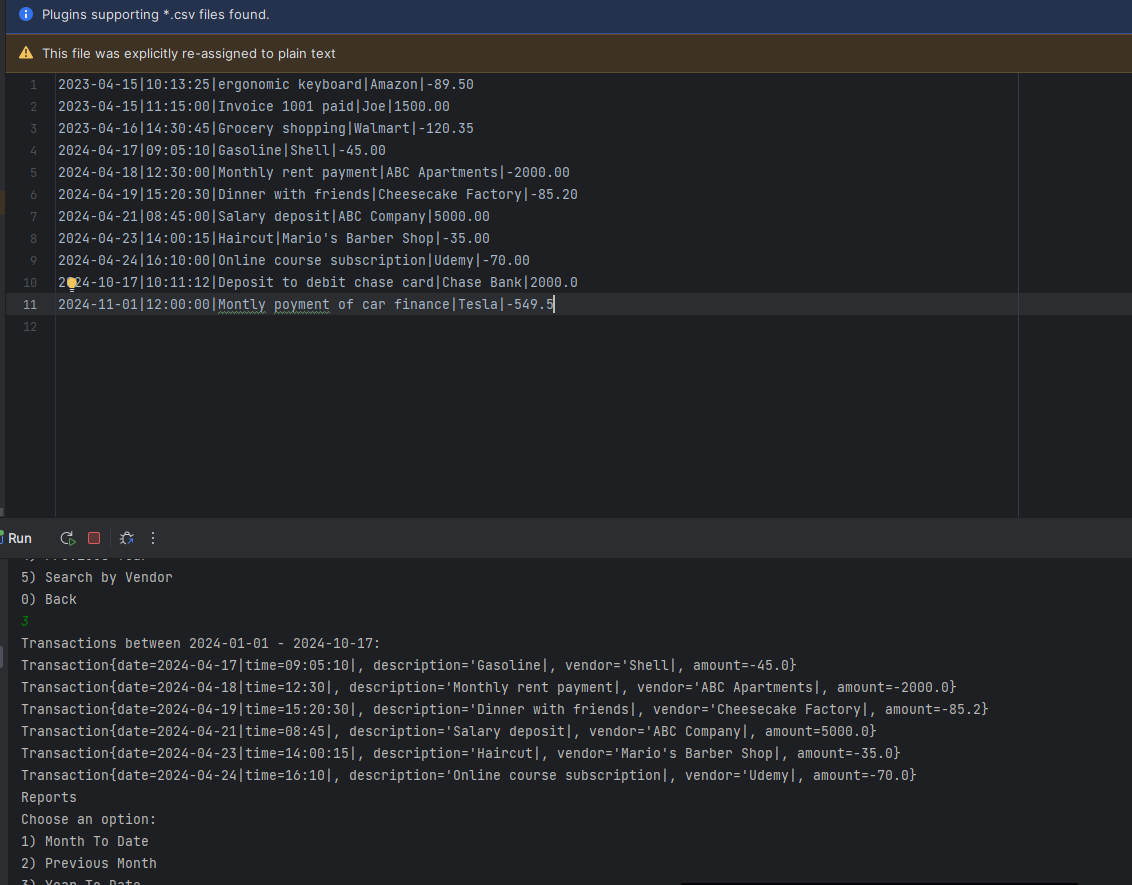 Plugins supporting *.csv files found.
This file was explicitly re-assigned to plain text
1 2023-04-15|10:13:25|ergonomic keyboard|Amazon|-89.50
2 2023-04-15|11:15:00|Invoice 1001 paid|Joe|1500.00
3 2023-04-16|14:30:45|Grocery shopping|Walmart|-120.35
4 2024-04-17|09:05:10|Gasoline|Shell|-45.00
5 2024-04-18|12:30:00|Monthly rent payment|ABC Apartments|-2000.00
6 2024-04-19|15:20:30|Dinner with friends|Cheesecake Factory|-85.20
7 2024-04-21|08:45:00|Salary deposit|ABC Company|5000.00
8 2024-04-23|14:00:15|Haircut|Mario's Barber Shop|-35.00
9 2024-04-24|16:10:00|Online course subscription|Udemy|-70.00
10 2024-10-17|10:11:12|Deposit to debit chase card|Chase Bank|2000.0
11 2024-11-01|12:00:00|Montly poyment of car finance|Tesla|-549.5
12
Run
5) Search by Vendor
0) Back
3
Transactions between 2024-01-01 - 2024-10-17:
Transaction{date=2024-04-17|time=09:05:10|, description='Gasoline|, vendor='Shell|, amount=-45.0}
Transaction{date=2024-04-18|time=12:30|, description='Monthly rent payment|, vendor='ABC Apartments|, amount=-2000.0}
Transaction{date=2024-04-19|time=15:20:30|, description='Dinner with friends|, vendor='Cheesecake Factory|, amount=-85.2}
Transaction{date=2024-04-21|time=08:45|, description='Salary deposit|, vendor='ABC Company|, amount=5000.0}
Transaction{date=2024-04-23|time=14:00:15|, description='Haircut|, vendor='Mario's Barber Shop|, amount=-35.0}
Transaction{date=2024-04-24|time=16:10|, description='Online course subscription|, vendor='Udemy|, amount=-70.0}
Reports
Choose an option:
1) Month To Date
2) Previous Month
3) Year To Date